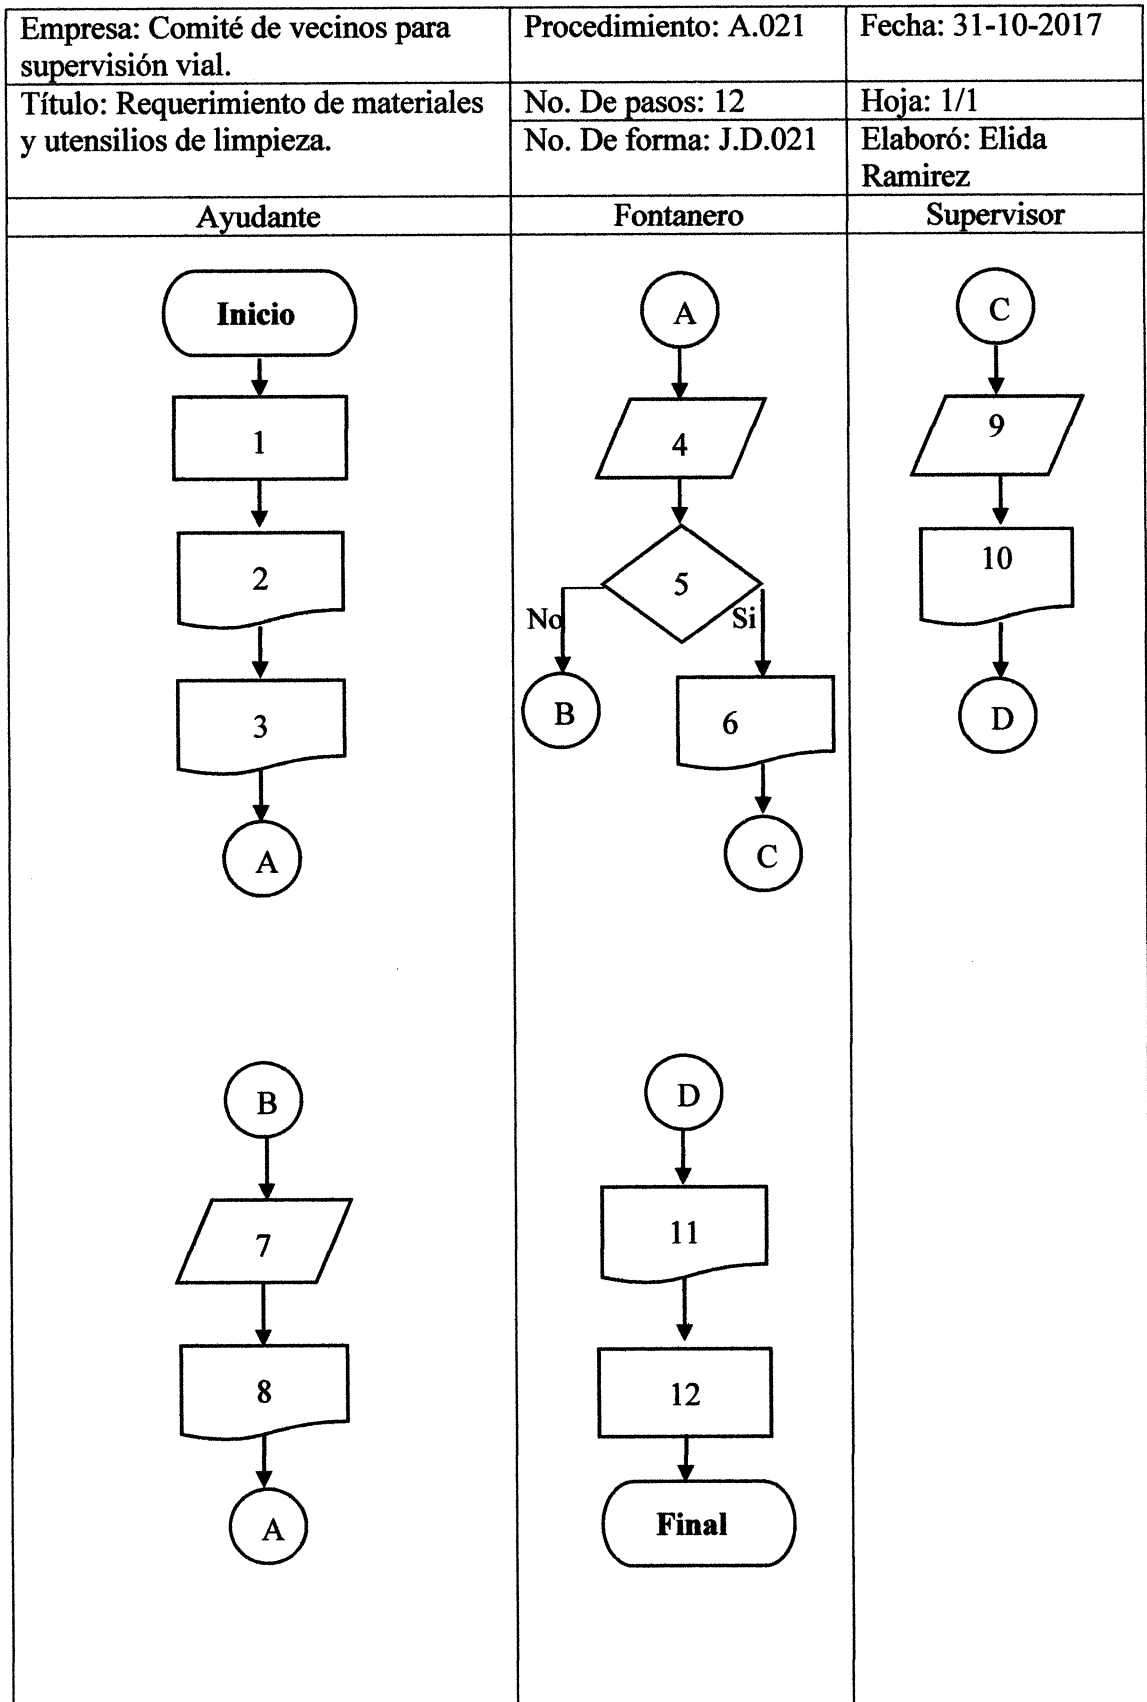 Empresa: Comité de vecinos para
supervisión vial.
Procedimiento: A.021
Fecha: 31-10-2017
Título: Requerimiento de materiales
y utensilios de limpieza.
No. De pasos: 12
Hoja: 1/1
No. De forma: J.D.021
Elaboró: Elida
Ramirez
Ayudante
Fontanero
Supervisor
Inicio
1
2
3
A
B
7
8
A
A
4
5
No
Si
B
6
C
D
11
12
Final
C
9
10
D